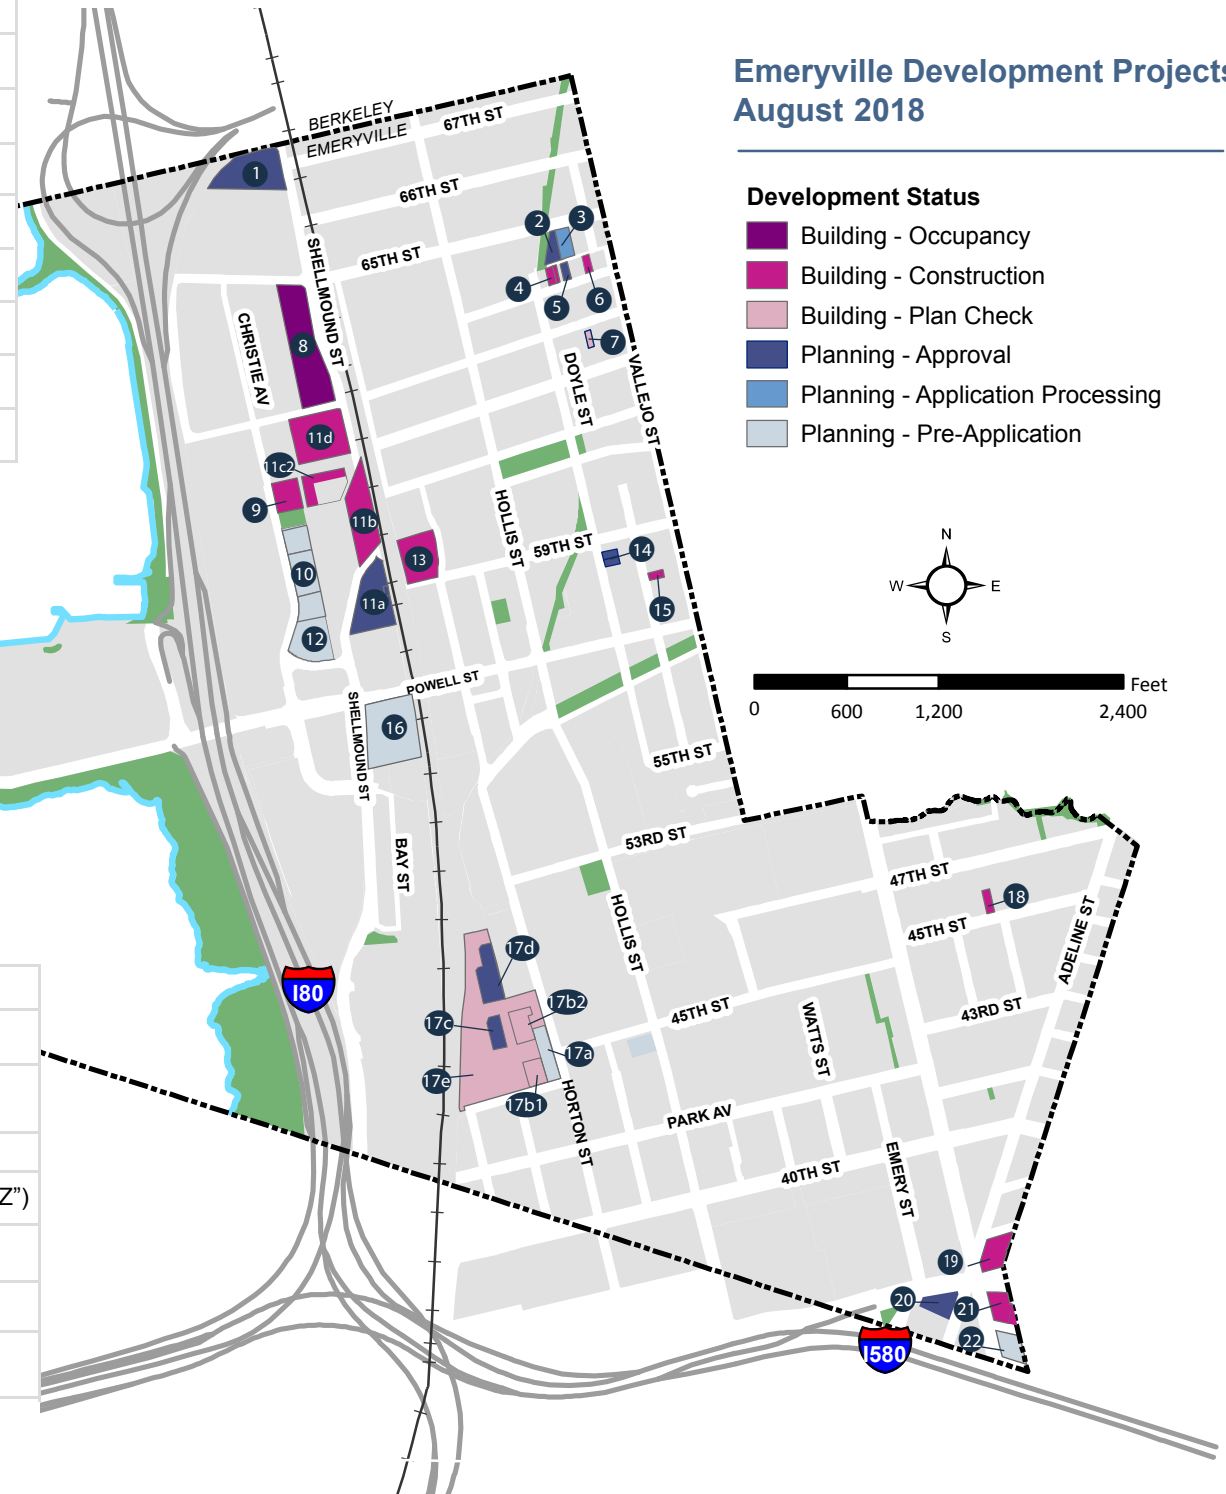 Emeryville Development Projects
August 2018
Development Status
Building - Occupancy
Building - Construction
Building - Plan Check
Planning - Approval
Planning - Application Processing
Planning - Pre-Application
N
W
E
S
Feet
0
600
1,200
2,400
BERKELEY
EMERYVILLE
67TH ST
66TH ST
65TH ST
SHELLMOUND ST
CHRISTIE AV
DOYLE ST
VALLEJO ST
HOLLIS ST
59TH ST
POWELL ST
SHELLMOUND ST
55TH ST
BAY ST
53RD ST
HOLLIS ST
47TH ST
45TH ST
ADELINE ST
43RD ST
45TH ST
WATTS ST
HORTON ST
PARK AV
40TH ST
EMERY ST
I80
I580
1
2
3
4
5
6
7
8
11d
11c2
9
11b
13
10
11a
12
14
15
16
17d
17b2
17c
17a
17e
17b1
18
19
20
21
22
Z”)